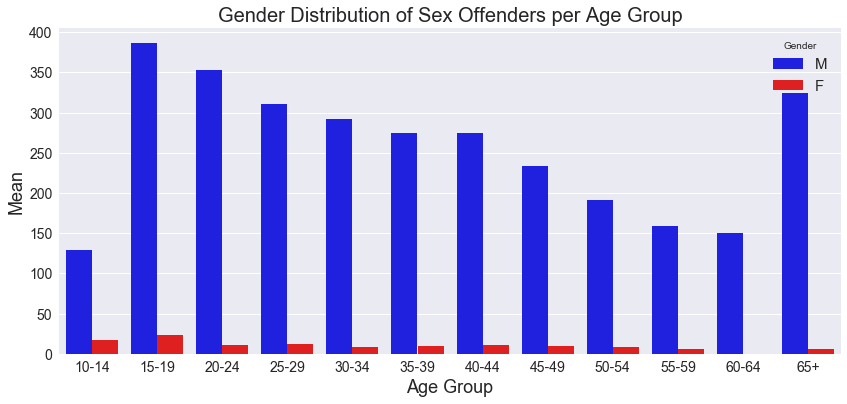 Gender Distribution of Sex Offenders per Age Group
Gender
M
F
400
350
300
250
200
150
100
50
0
Mean
10-14 15-19 20-24 25-29 30-34 35-39 40-44 45-49 50-54 55-59 60-64 65+
Age Group